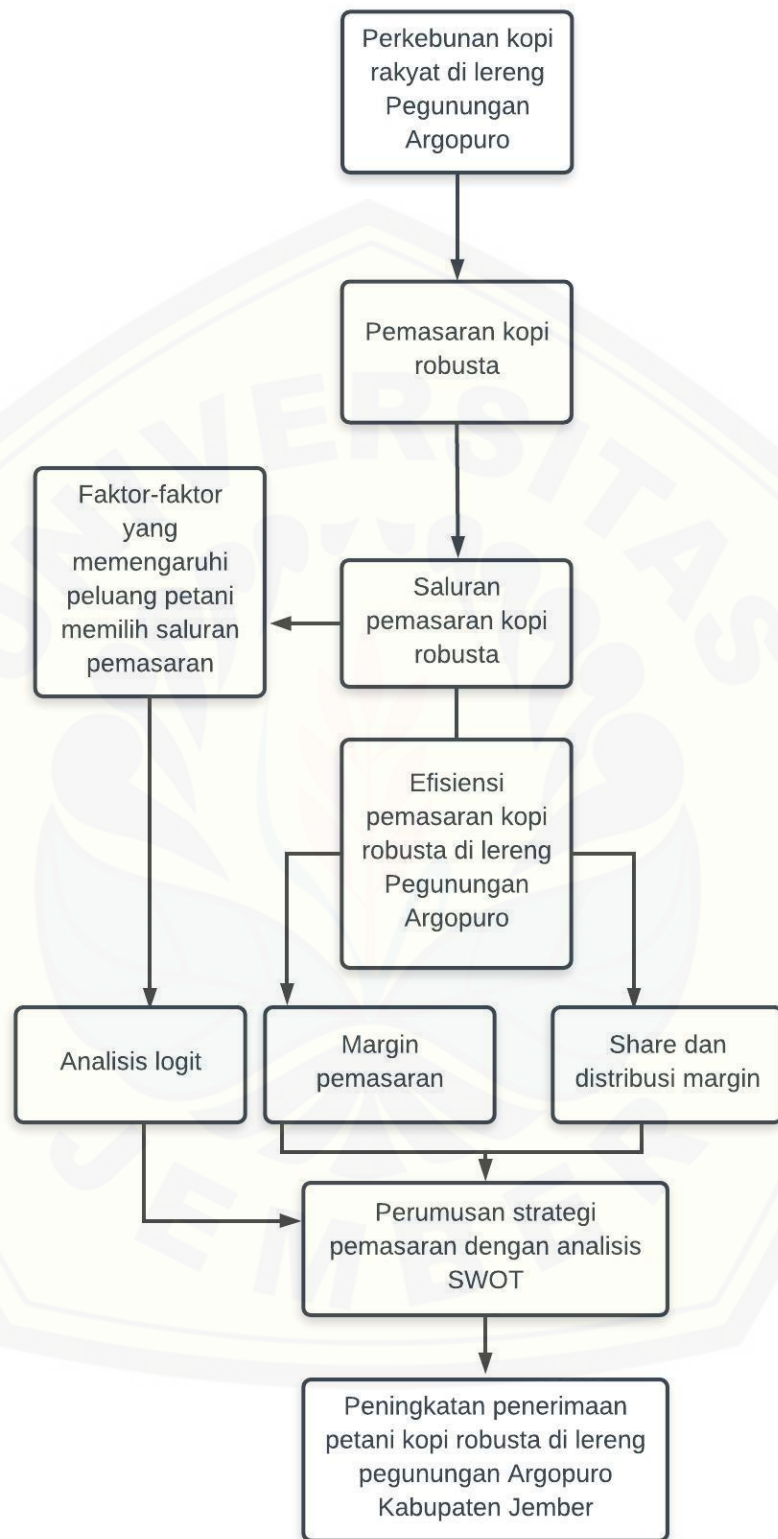 Perkebunan kopi
rakyat di lereng
Pegunungan
Argopuro
Pemasaran kopi
robusta
Faktor-faktor
yang
memengaruhi
peluang petani
memilih saluran
pemasaran
Saluran
pemasaran kopi
robusta
Efisiensi
pemasaran kopi
robusta di lereng
Pegunungan
Argopuro
Analisis logit
Margin
pemasaran
Share dan
distribusi margin
Perumusan strategi
pemasaran dengan analisis
SWOT
Peningkatan penerimaan
petani kopi robusta di lereng
pegunungan Argopuro
Kabupaten Jember
UNIVERSITAS
JEMBER